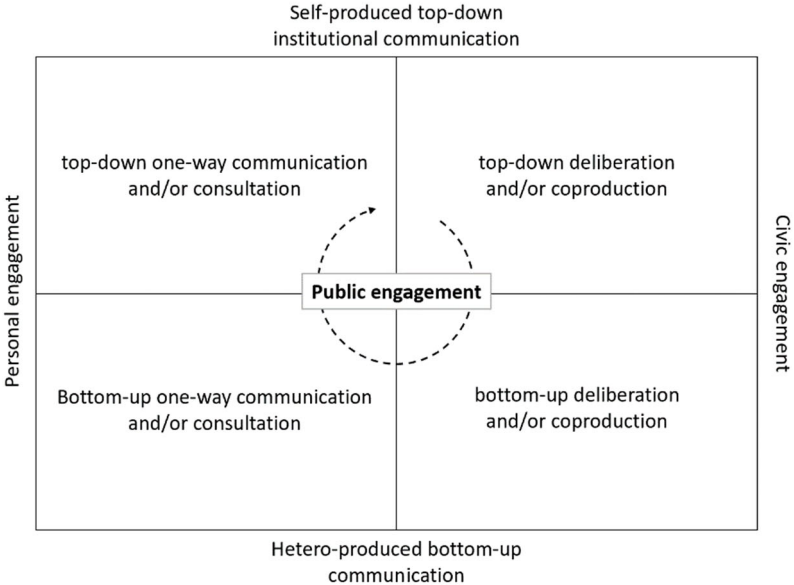 Self-produced top-down
institutional communication
top-down one-way communication
and/or consultation
top-down deliberation
and/or coproduction
Personal engagement
Public engagement
Civic engagement
Bottom-up one-way communication
and/or consultation
bottom-up deliberation
and/or coproduction
Hetero-produced bottom-up
communication